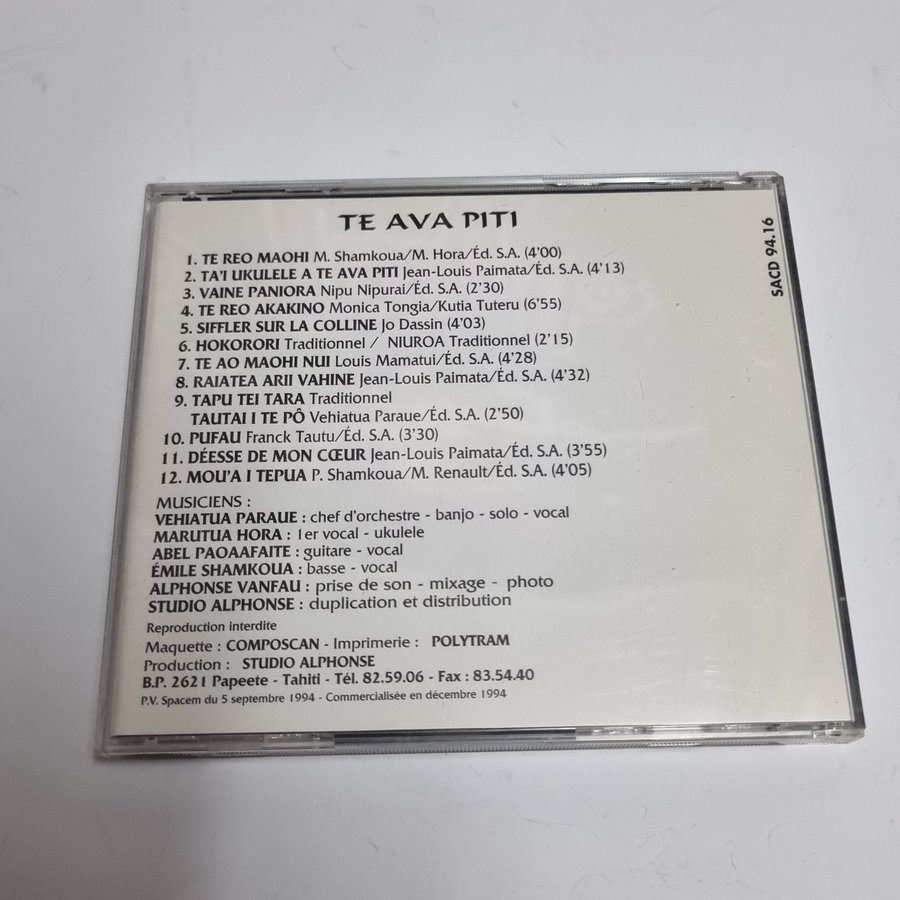 TE AVA PITI
1. TE REO MAOHI M. Shamkoua/M. Hora/Éd. S.A. (4'00)
2. TA'I UKULELE A TE AVA PITI Jean-Louis Paimata/Éd. S.A. (4'13)
3. VAINE PANIORA Nipu Nipurai/Éd. S.A. (2'30)
4. TE REO AKAKINO Monica Tongia/Kutia Tuteru (6'55)
5. SIFFLER SUR LA COLLINE Jo Dassin (4'03)
6. HOKORORI Traditionnel / NIUROA Traditionnel (2'15)
7. TE AO MAOHI NUI Louis Mamatui/Éd. S.A. (4'28)
8. RAIATEA ARII VAHINE Jean-Louis Paimata/Éd. S.A. (4'32)
9. TAPU TEI TARA Traditionnel
TAUTAI I TE PÔ Vehiatua Paraue/Éd. S.A. (2'50)
10. PUFAU Franck Tautu/Éd. S.A. (3'30)
11. DÉESSE DE MON CŒUR Jean-Louis Paimata/Éd. S.A. (3'55)
12. MOU'A I TEPUA P. Shamkoua/M. Renault/Éd. S.A. (4'05)
MUSICIENS :
VEHIATUA PARAUE : chef d'orchestre - banjo - solo - vocal
MARUTUA HORA : 1er vocal - ukulele
ABEL PAOAAFAITE : guitare - vocal
ÉMILE SHAMKOUA : basse - vocal
ALPHONSE VANFAU : prise de son - mixage - photo
STUDIO ALPHONSE : duplication et distribution
Reproduction interdite
Maquette : COMPOSCAN - Imprimerie : POLYTRAM
Production : STUDIO ALPHONSE
B.P. 2621 Papeete - Tahiti - Tél. 82.59.06 - Fax : 83.54.40
P.V. Spacem du 5 septembre 1994 - Commercialisée en décembre 1994
SACD 94.16